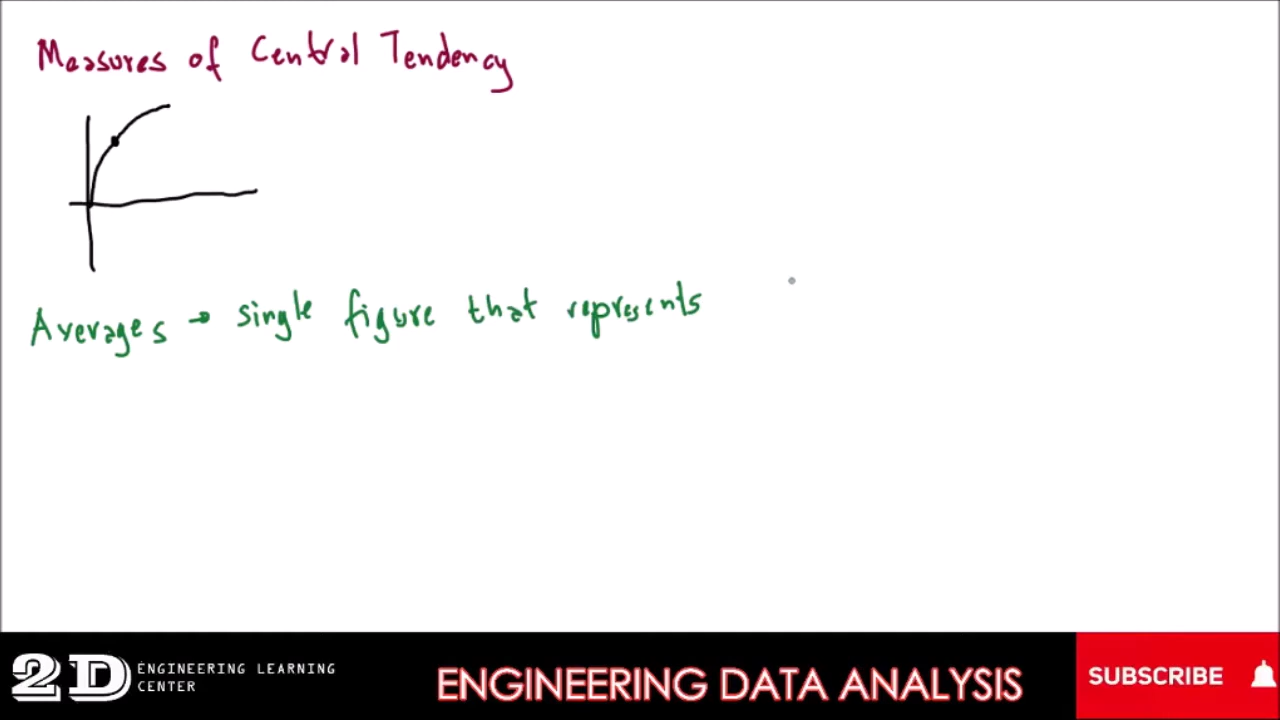 Measures of Central Tendency
Averages → single figure that represents
2D ENGINEERING LEARNING
CENTER
ENGINEERING DATA ANALYSIS
SUBSCRIBE